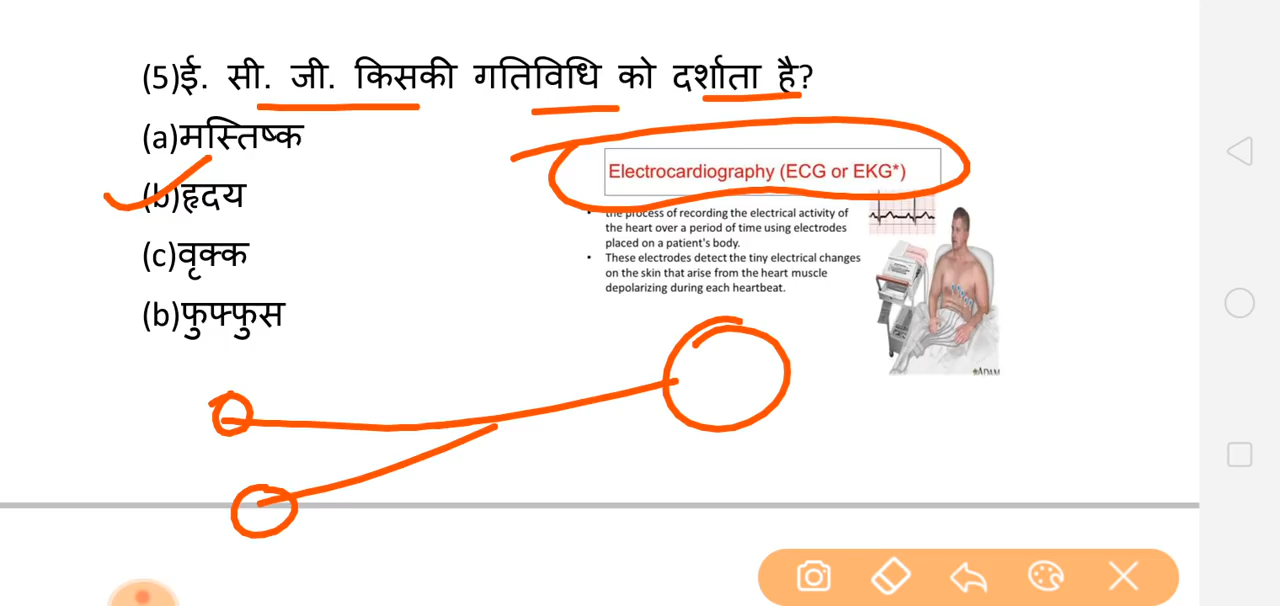 (5)ई. सी. जी. किसकी गतिविधि को दर्शाता है?
(a)मस्तिष्क
(b)हृदय
(c)वृक्क
(b)फुफ्फुस
Electrocardiography (ECG or EKG*)
• the process of recording the electrical activity of
the heart over a period of time using electrodes
placed on a patient's body.
• These electrodes detect the tiny electrical changes
on the skin that arise from the heart muscle
depolarizing during each heartbeat.
*ADAM